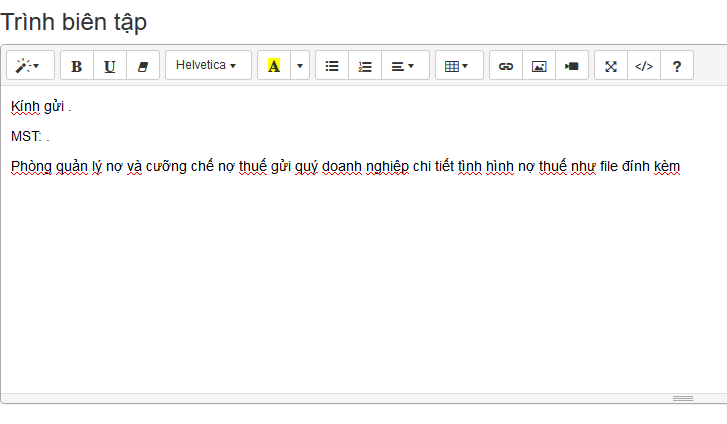 Trình biên tập
B U Helvetica A </> ?
Kính gửi .
MST: .
Phòng quản lý nợ và cưỡng chế nợ thuế gửi quý doanh nghiệp chi tiết tình hình nợ thuế như file đính kèm